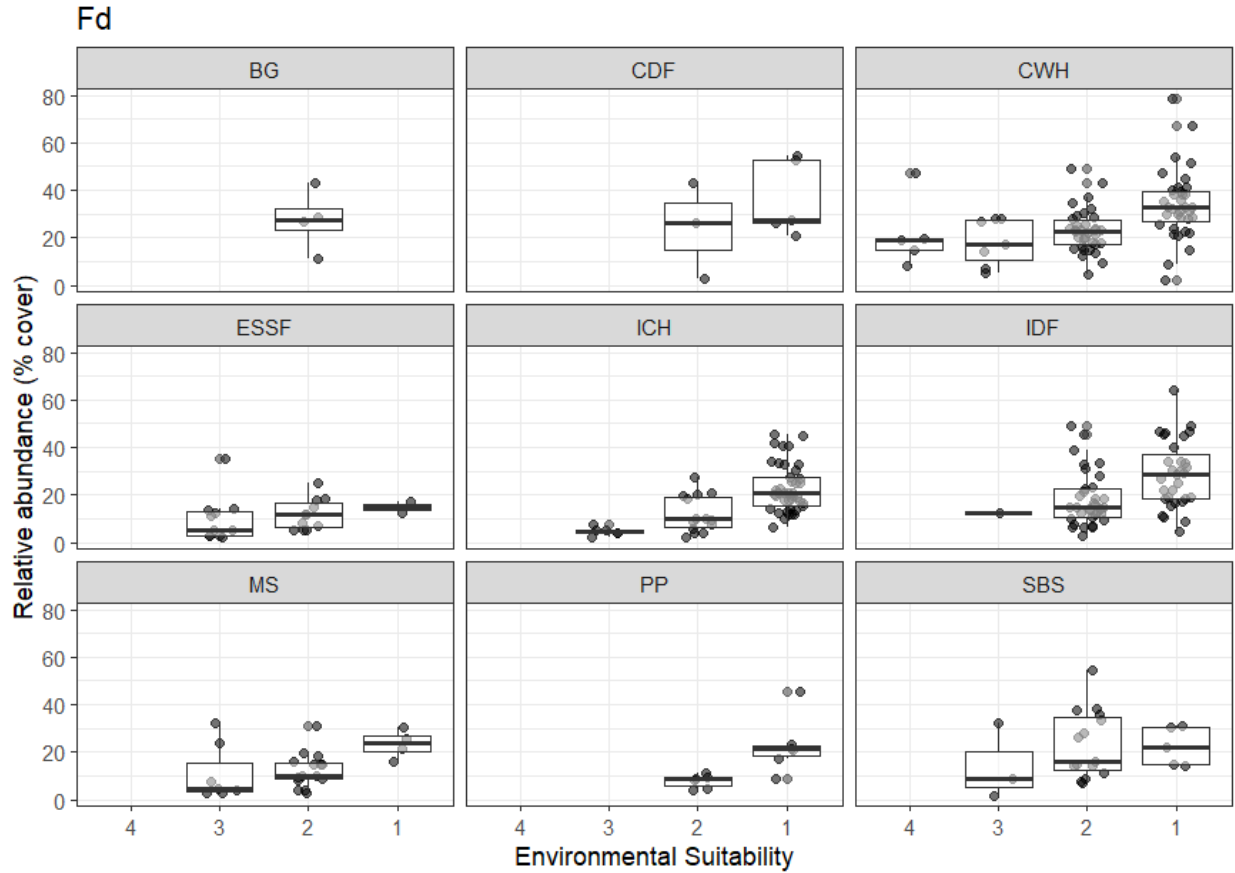 Fd
BG CDF CWH
80
60
40
20
0
ESSF ICH IDF
80
60
40
20
0
MS PP SBS
80
60
40
20
0
4 3 2 1 4 3 2 1 4 3 2 1
Relative abundance (% cover)
Environmental Suitability